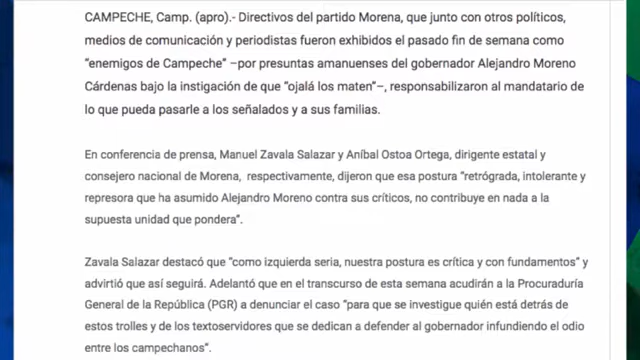 CAMPECHE, Camp. (apro).- Directivos del partido Morena, que junto con otros políticos,
medios de comunicación y periodistas fueron exhibidos el pasado fin de semana como
“enemigos de Campeche” –por presuntas amanuenses del gobernador Alejandro Moreno
Cárdenas bajo la instigación de que “ojalá los maten”–, responsabilizaron al mandatario de
lo que pueda pasarle a los señalados y a sus familias.
En conferencia de prensa, Manuel Zavala Salazar y Aníbal Ostoa Ortega, dirigente estatal y
consejero nacional de Morena, respectivamente, dijeron que esa postura “retrógrada, intolerante y
represora que ha asumido Alejandro Moreno contra sus críticos, no contribuye en nada a la
supuesta unidad que pondera”.
Zavala Salazar destacó que “como izquierda seria, nuestra postura es crítica y con fundamentos” y
advirtió que así seguirá. Adelantó que en el transcurso de esta semana acudirán a la Procuraduría
General de la República (PGR) a denunciar el caso “para que se investigue quién está detrás de
estos trolles y de los textoservidores que se dedican a defender al gobernador infundiendo el odio
entre los campechanos”.